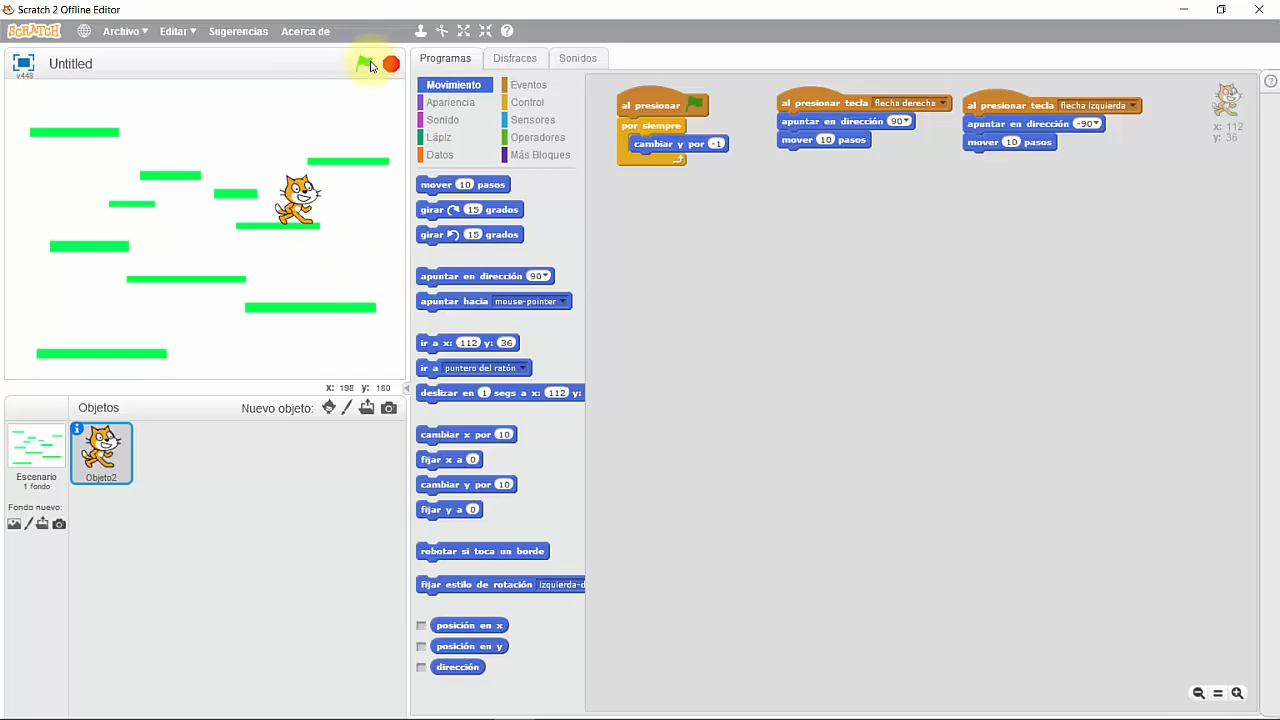 Scratch 2 Offline Editor
SCRATCH Archivo Editar Sugerencias Acerca de
v448
Untitled
x: 198 y: 180
Objetos
Nuevo objeto:
Escenario
1 fondo
Fondo nuevo:
Objeto2
Programas Disfraces Sonidos
Movimiento Eventos
Apariencia Control
Sonido Sensores
Lápiz Operadores
Datos Más Bloques
mover 10 pasos
girar 15 grados
girar 15 grados
apuntar en dirección 90
apuntar hacia mouse-pointer
ir a x: 112 y: 36
ir a puntero del ratón
deslizar en 1 segs a x: 112 y:
cambiar x por 10
fijar x a 0
cambiar y por 10
fijar y a 0
rebotar si toca un borde
fijar estilo de rotación izquierda-d
posición en x
posición en y
dirección
al presionar
por siempre
cambiar y por -1
al presionar tecla flecha derecha
apuntar en dirección 90
mover 10 pasos
al presionar tecla flecha izquierda
apuntar en dirección -90
mover 10 pasos
x: 112
y: 36